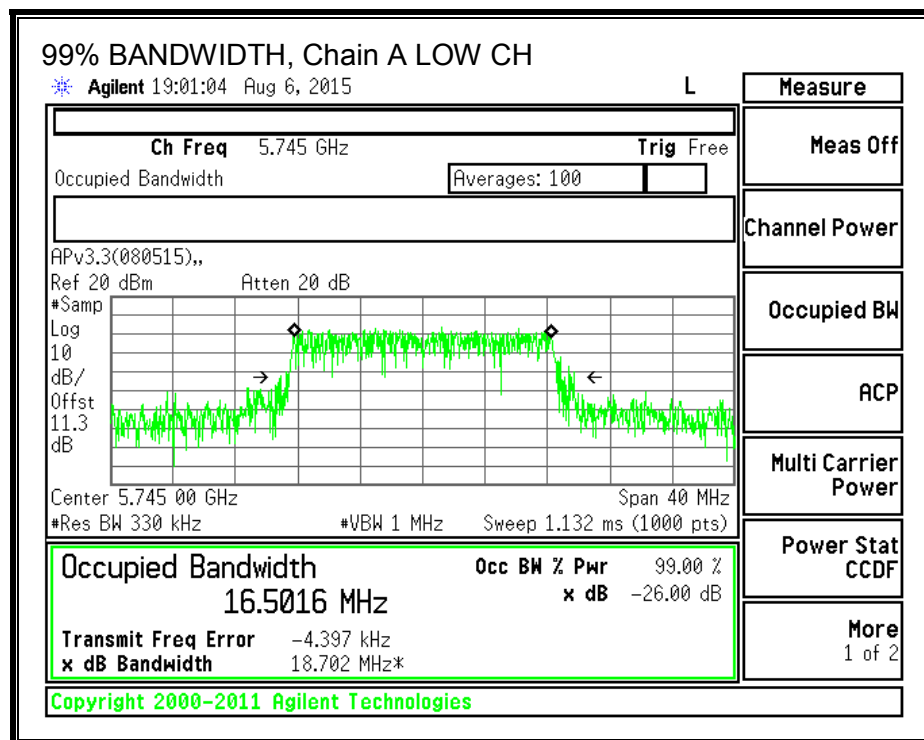 99% BANDWIDTH, Chain A LOW CH
Agilent 19:01:04 Aug 6, 2015 L
Measure
Ch Freq 5.745 GHz Trig Free
Occupied Bandwidth Averages: 100
APv3.3(080515),,
Ref 20 dBm Atten 20 dB
#Samp
Log
10
dB/
Offst
11.3
dB
Center 5.745 00 GHz Span 40 MHz
#Res BW 330 kHz #VBW 1 MHz Sweep 1.132 ms (1000 pts)
Occupied Bandwidth Occ BW % Pwr 99.00 %
16.5016 MHz x dB -26.00 dB
Transmit Freq Error -4.397 kHz
x dB Bandwidth 18.702 MHz*
Copyright 2000-2011 Agilent Technologies
Meas Off
Channel Power
Occupied BW
ACP
Multi Carrier
Power
Power Stat
CCDF
More
1 of 2